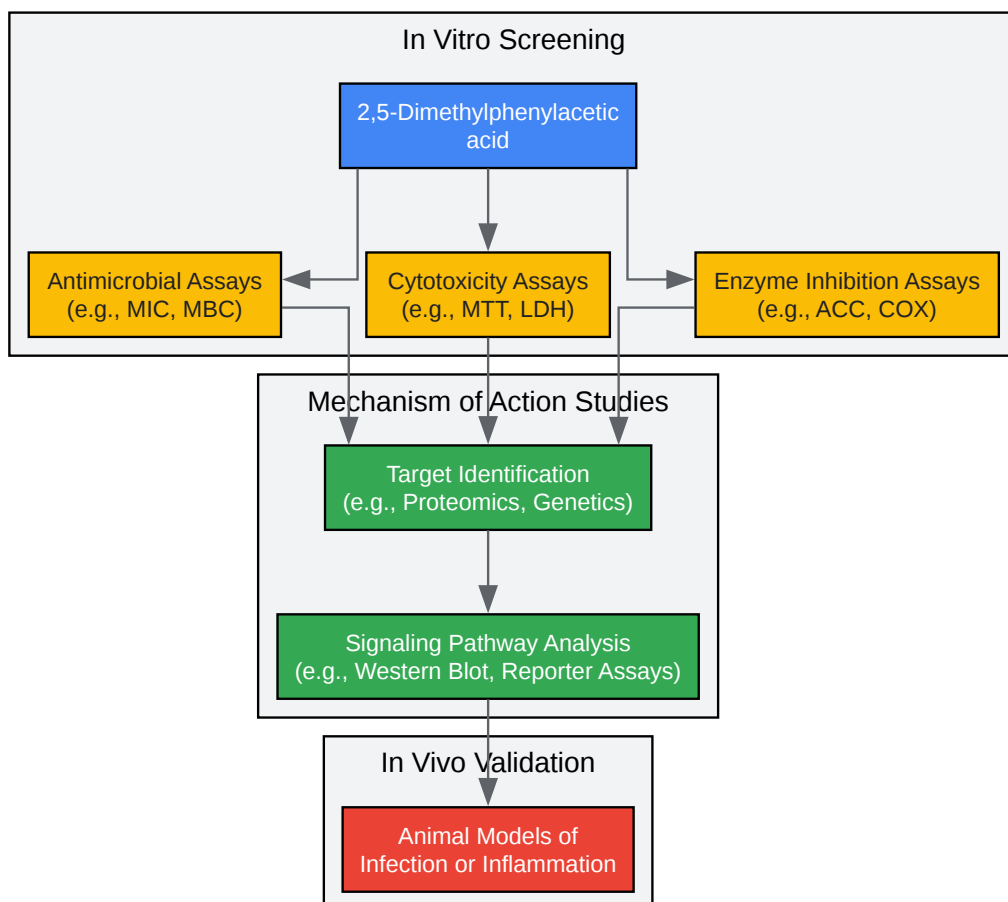 In Vitro Screening
2,5-Dimethylphenylacetic
acid
Antimicrobial Assays
(e.g., MIC, MBC)
Cytotoxicity Assays
(e.g., MTT, LDH)
Enzyme Inhibition Assays
(e.g., ACC, COX)
Mechanism of Action Studies
Target Identification
(e.g., Proteomics, Genetics)
Signaling Pathway Analysis
(e.g., Western Blot, Reporter Assays)
In Vivo Validation
Animal Models of
Infection or Inflammation